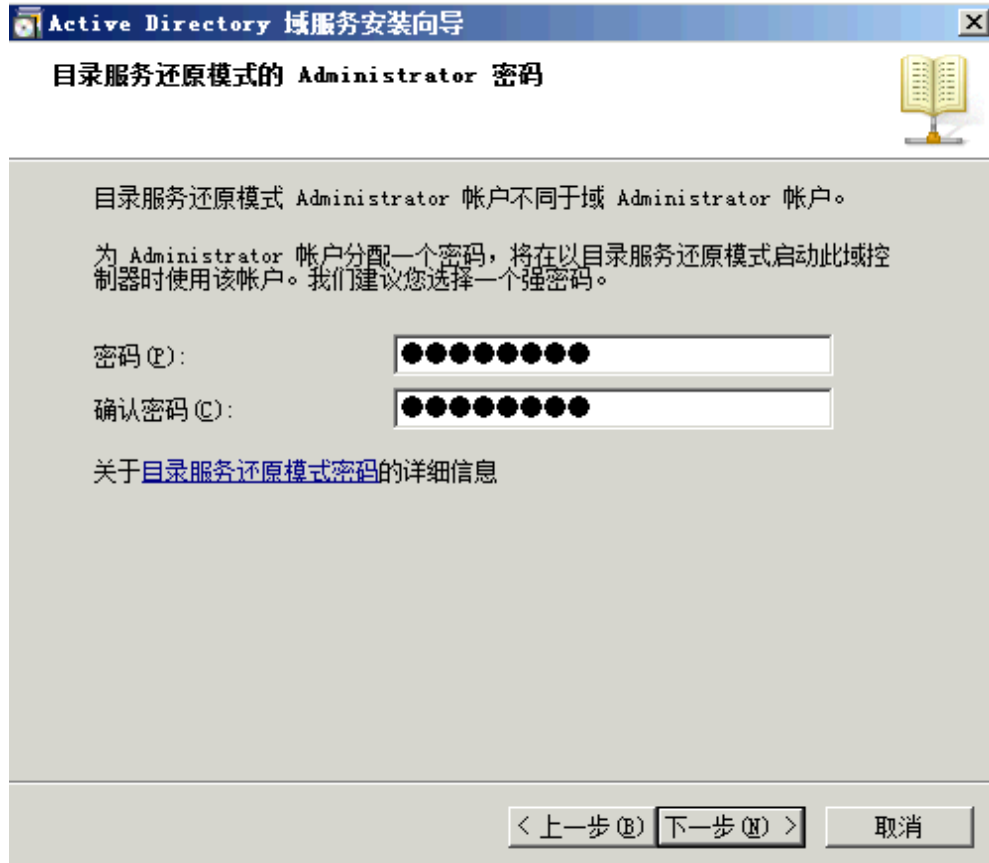 Active Directory 域服务安装向导
目录服务还原模式的 Administrator 密码
目录服务还原模式 Administrator 帐户不同于域 Administrator 帐户。
为 Administrator 帐户分配一个密码，将在以目录服务还原模式启动此域控
制器时使用该帐户。我们建议您选择一个强密码。
密码(P)：
确认密码(C)：
关于目录服务还原模式密码的详细信息
< 上一步(B) 下一步(N) > 取消